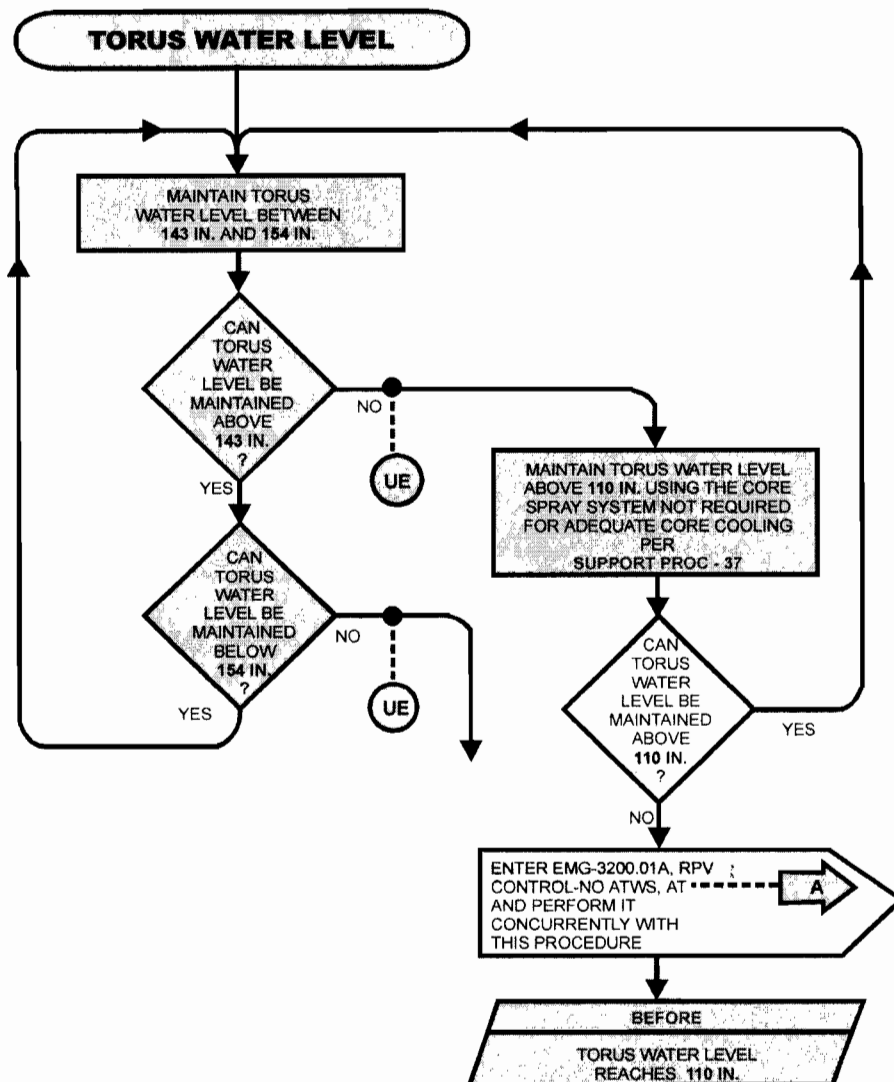 TORUS WATER LEVEL
MAINTAIN TORUS
WATER LEVEL BETWEEN
143 IN. AND 154 IN.
CAN
TORUS
WATER
LEVEL BE
MAINTAINED
ABOVE
143 IN.
?
NO
UE
YES
CAN
TORUS
WATER
LEVEL BE
MAINTAINED
BELOW
154 IN.
?
NO
UE
YES
MAINTAIN TORUS WATER LEVEL
ABOVE 110 IN. USING THE CORE
SPRAY SYSTEM NOT REQUIRED
FOR ADEQUATE CORE COOLING
PER
SUPPORT PROC - 37
CAN
TORUS
WATER
LEVEL BE
MAINTAINED
ABOVE
110 IN.
?
YES
NO
ENTER EMG-3200.01A, RPV
CONTROL-NO ATWS, AT
A
AND PERFORM IT
CONCURRENTLY WITH
THIS PROCEDURE
BEFORE
TORUS WATER LEVEL
REACHES 110 IN.